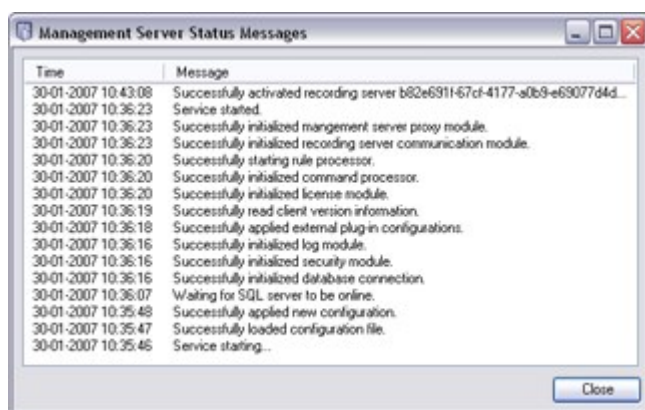 Management Server Status Messages
Time Message
30-01-2007 10:43:08 Successfully activated recording server b82e691f-67cf-4177-a0b9-e69077d4d...
30-01-2007 10:36:23 Service started.
30-01-2007 10:36:23 Successfully initialized mangement server proxy module.
30-01-2007 10:36:23 Successfully initialized recording server communication module.
30-01-2007 10:36:20 Successfully starting rule processor.
30-01-2007 10:36:20 Successfully initialized command processor.
30-01-2007 10:36:20 Successfully initialized license module.
30-01-2007 10:36:19 Successfully read client version information.
30-01-2007 10:36:18 Successfully applied external plug-in configurations.
30-01-2007 10:36:16 Successfully initialized log module.
30-01-2007 10:36:16 Successfully initialized security module.
30-01-2007 10:36:16 Successfully initialized database connection.
30-01-2007 10:36:07 Waiting for SQL server to be online.
30-01-2007 10:35:48 Successfully applied new configuration.
30-01-2007 10:35:47 Successfully loaded configuration file.
30-01-2007 10:35:46 Service starting...
Close